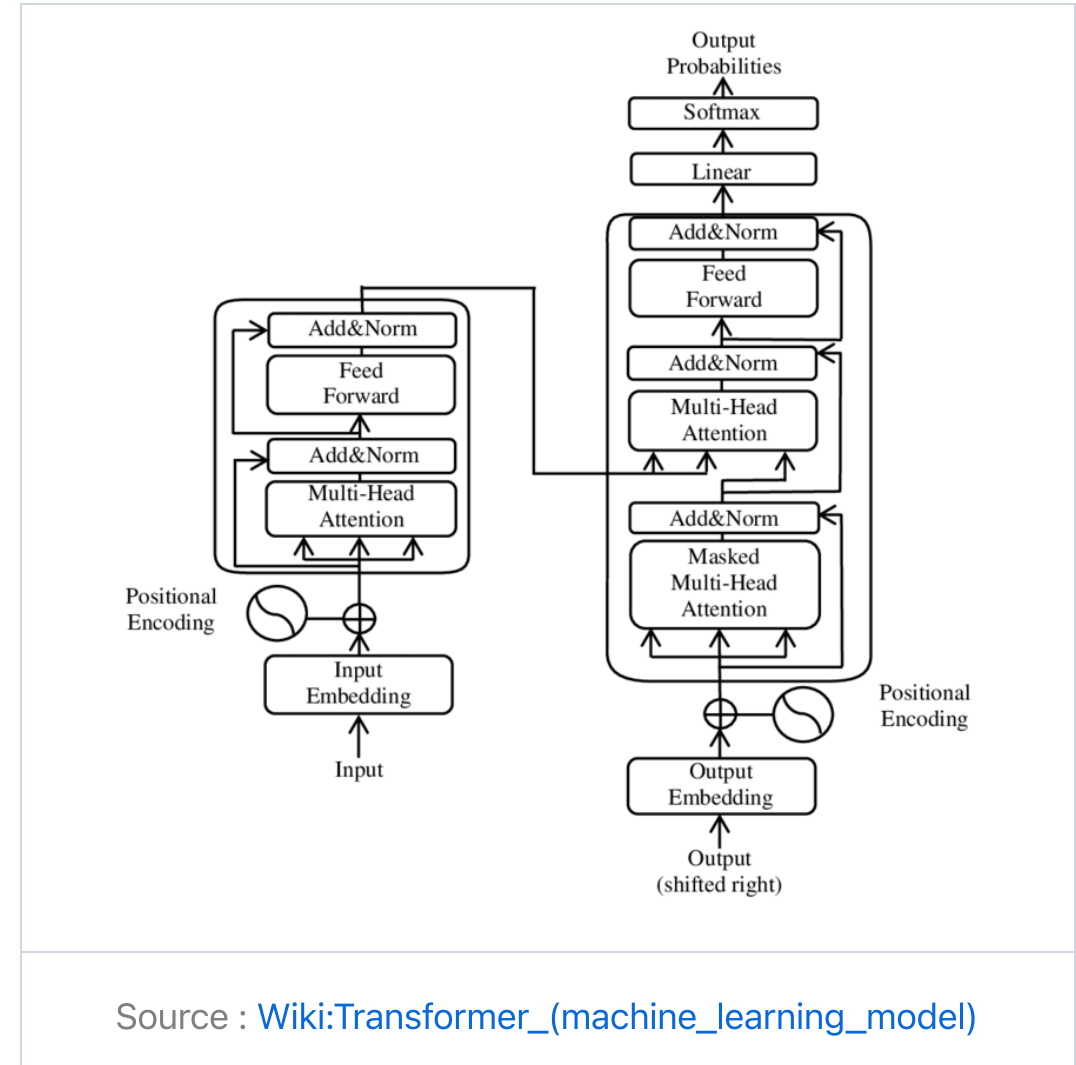 Output
Probabilities
Softmax
Linear
Add&Norm
Feed
Forward
Add&Norm
Multi-Head
Attention
Add&Norm
Masked
Multi-Head
Attention
Positional
Encoding
Output
Embedding
Output
(shifted right)
Add&Norm
Feed
Forward
Add&Norm
Multi-Head
Attention
Positional
Encoding
Input
Embedding
Input
Source : Wiki:Transformer_(machine_learning_model)